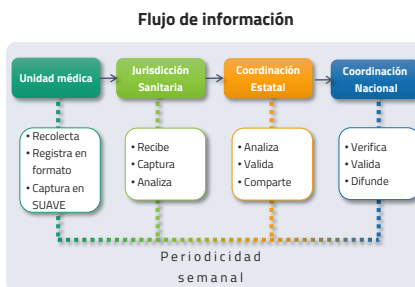 Flujo de información
Unidad médica
Jurisdicción
Sanitaria
Coordinación
Estatal
Coordinación
Nacional
• Recolecta
• Registra en
formato
• Captura en
SUAVE
• Recibe
• Captura
• Analiza
• Analiza
• Valida
• Comparte
• Verifica
• Valida
• Difunde
Periodicidad
semanal